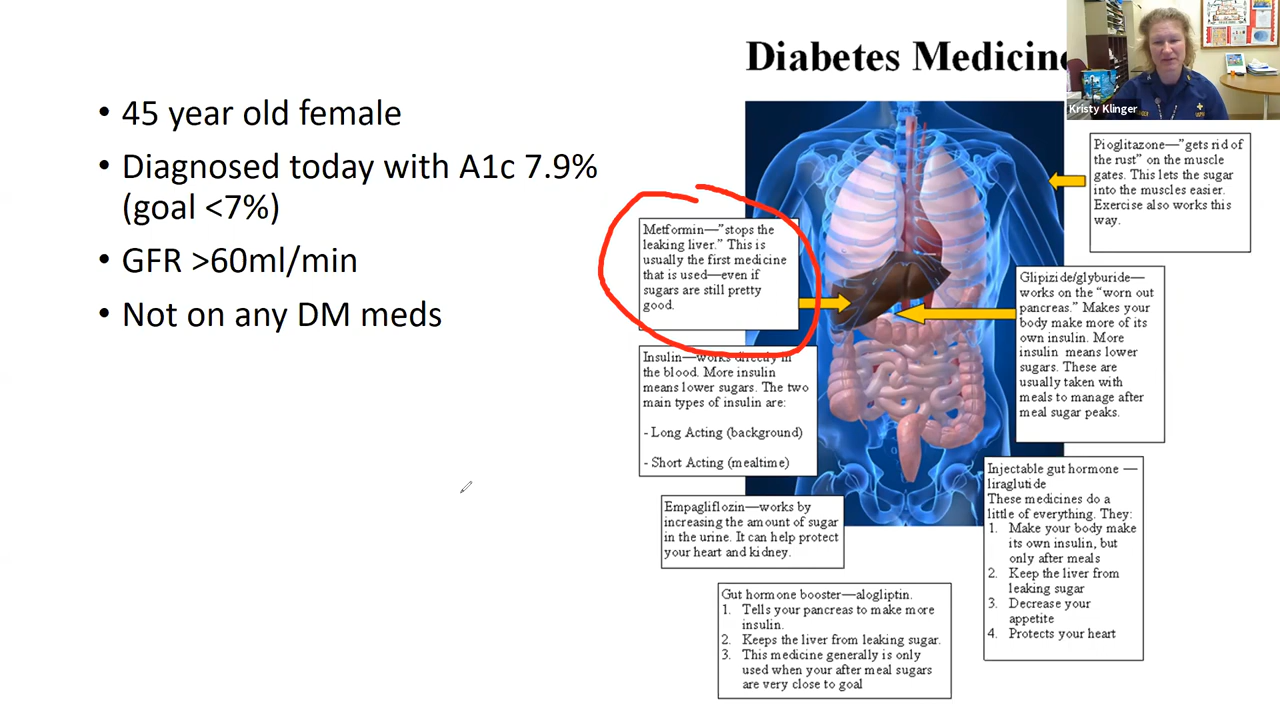 Diabetes Medicine
Kristy Klinger
• 45 year old female
• Diagnosed today with A1c 7.9%
(goal <7%)
• GFR >60ml/min
• Not on any DM meds
Metformin—"stops the
leaking liver." This is
usually the first medicine
that is used—even if
sugars are still pretty
good.
Insulin—works directly in
the blood. More insulin
means lower sugars. The two
main types of insulin are:
- Long Acting (background)
- Short Acting (mealtime)
Empagliflozin—works by
increasing the amount of sugar
in the urine. It can help protect
your heart and kidney.
Gut hormone booster—alogliptin.
1. Tells your pancreas to make more
insulin.
2. Keeps the liver from leaking sugar.
3. This medicine generally is only
used when your after meal sugars
are very close to goal
Pioglitazone—"gets rid of
the rust" on the muscle
gates. This lets the sugar
into the muscles easier.
Exercise also works this
way.
Glipizide/glyburide—
works on the "worn out
pancreas." Makes your
body make more of its
own insulin. More
insulin means lower
sugars. These are
usually taken with
meals to manage after
meal sugar peaks.
Injectable gut hormone —
liraglutide
These medicines do a
little of everything. They:
1. Make your body make
its own insulin, but
only after meals
2. Keep the liver from
leaking sugar
3. Decrease your
appetite
4. Protects your heart